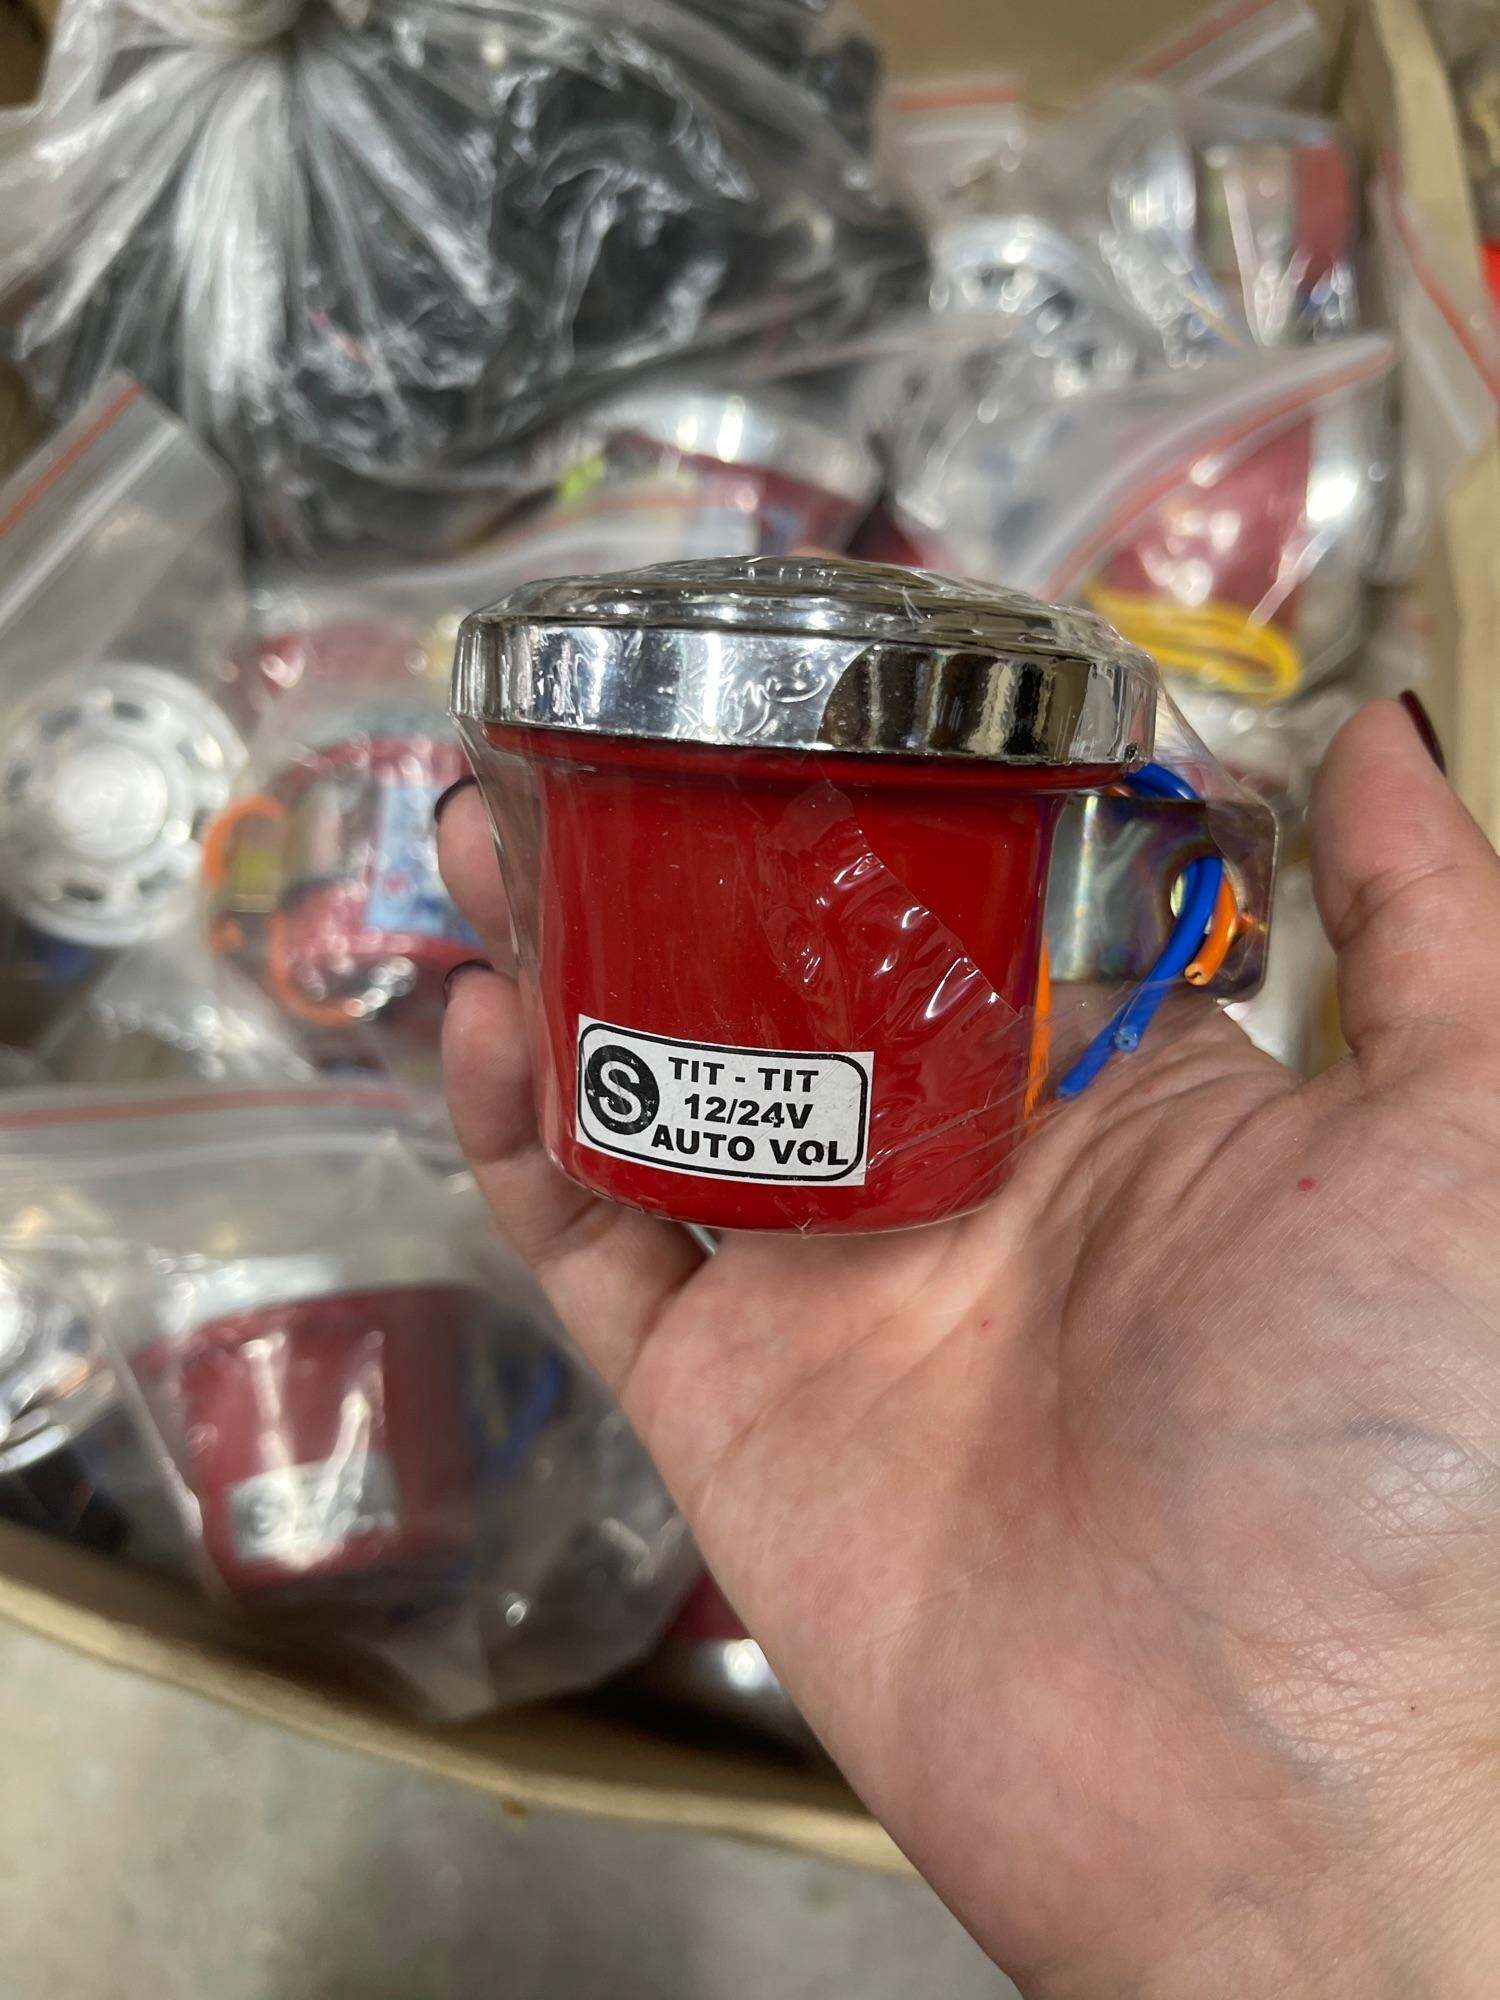 S TIT - TIT
12/24V
AUTO VOL